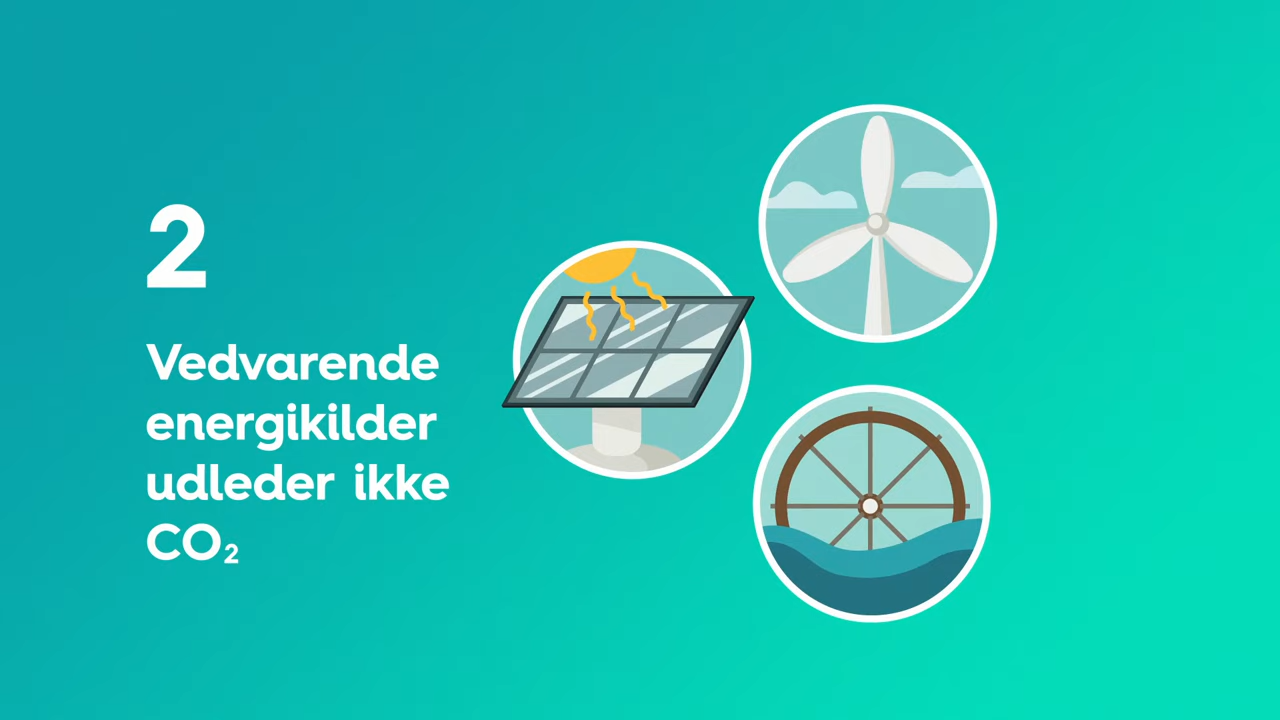 2
Vedvarende
energikilder
udleder ikke
CO₂